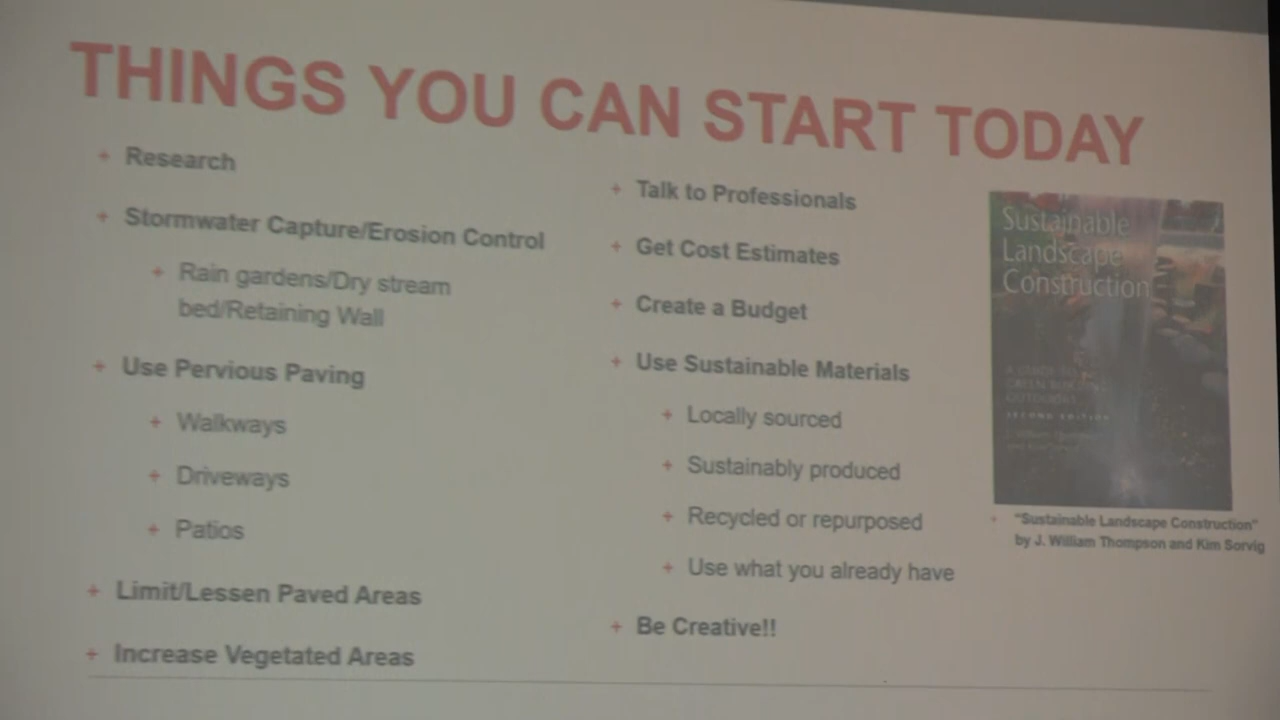 THINGS YOU CAN START TODAY
+ Research
+ Stormwater Capture/Erosion Control
+ Rain gardens/Dry stream
bed/Retaining Wall
+ Use Pervious Paving
+ Walkways
+ Driveways
+ Patios
+ Limit/Lessen Paved Areas
+ Increase Vegetated Areas
+ Talk to Professionals
+ Get Cost Estimates
+ Create a Budget
+ Use Sustainable Materials
+ Locally sourced
+ Sustainably produced
+ Recycled or repurposed
+ Use what you already have
+ Be Creative!!
Sustainable
Landscape
Construction
SECOND EDITION
+ "Sustainable Landscape Construction"
by J. William Thompson and Kim Sorvig